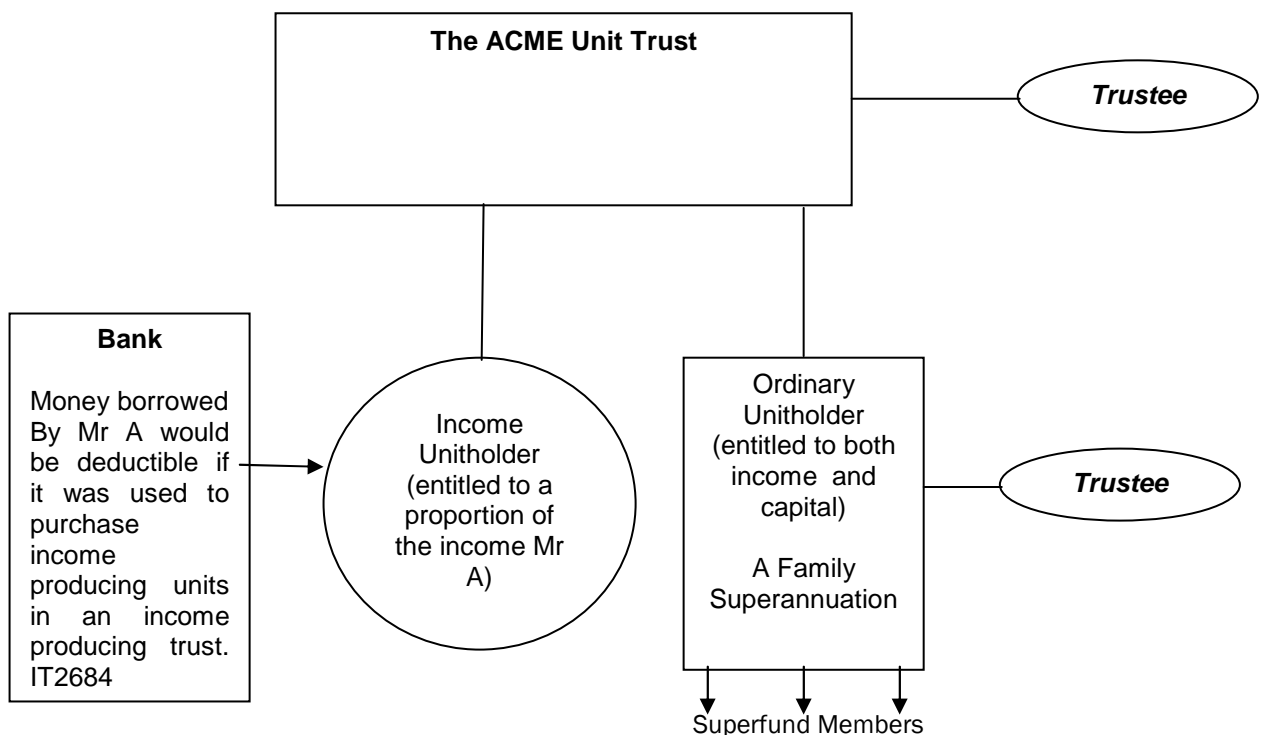 The ACME Unit Trust
Trustee
Bank
Money borrowed
By Mr A would
be deductible if
it was used to
purchase
income
producing units
in an income
producing trust.
IT2684
Income
Unitholder
(entitled to a
proportion of
the income Mr
A)
Ordinary
Unitholder
(entitled to both
income and
capital)
A Family
Superannuation
Trustee
Superfund Members